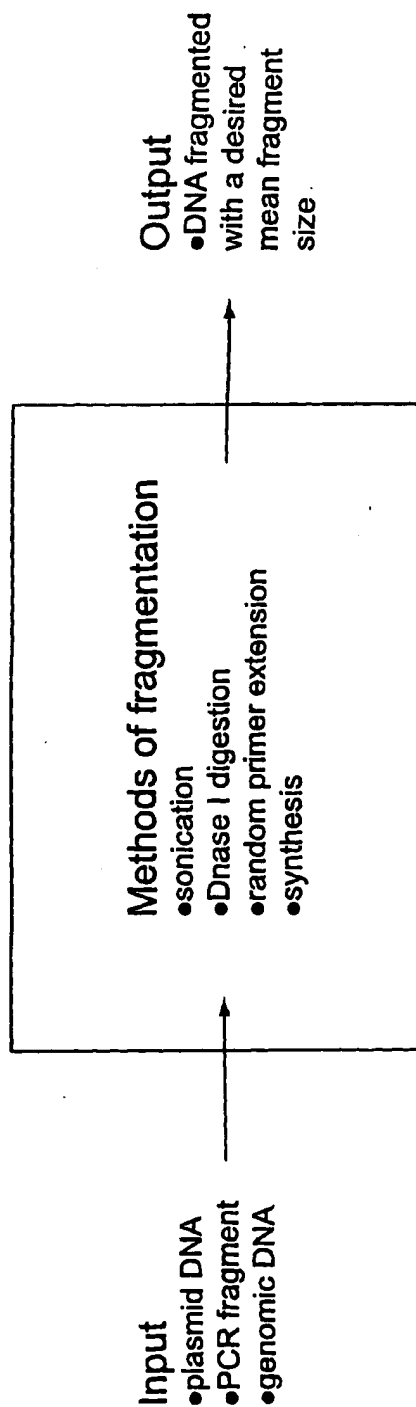 Input
•plasmid DNA
•PCR fragment
•genomic DNA
Methods of fragmentation
•sonication
•Dnase I digestion
•random primer extension
•synthesis
Output
•DNA fragmented
with a desired
mean fragment
size.